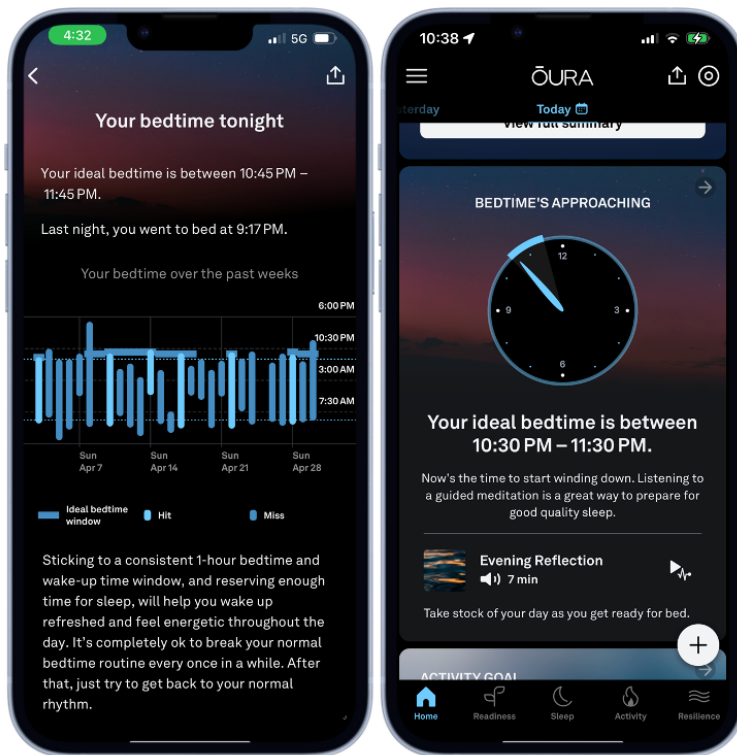 4:32
5G
Your bedtime tonight
Your ideal bedtime is between 10:45 PM –
11:45 PM.
Last night, you went to bed at 9:17 PM.
Your bedtime over the past weeks
6:00 PM
10:30 PM
3:00 AM
7:30 AM
Sun
Apr 7
Sun
Apr 14
Sun
Apr 21
Sun
Apr 28
Ideal bedtime
window
Hit
Miss
Sticking to a consistent 1-hour bedtime and
wake-up time window, and reserving enough
time for sleep, will help you wake up
refreshed and feel energetic throughout the
day. It’s completely ok to break your normal
bedtime routine every once in a while. After
that, just try to get back to your normal
rhythm.
10:38
ŌURA
sterday
Today
View full summary
BEDTIME’S APPROACHING
12
3
6
9
Your ideal bedtime is between
10:30 PM – 11:30 PM.
Now’s the time to start winding down. Listening to
a guided meditation is a great way to prepare for
good quality sleep.
Evening Reflection
7 min
Take stock of your day as you get ready for bed.
ACTIVITY GOAL
Home
Readiness
Sleep
Activity
Resilience